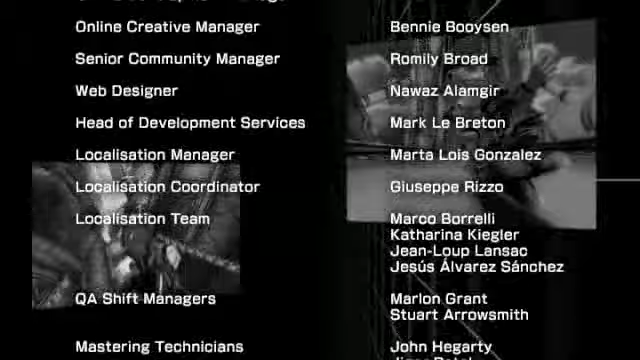 Online Creative Manager Bennie Booysen
Senior Community Manager Romily Broad
Web Designer Nawaz Alamgir
Head of Development Services Mark Le Breton
Localisation Manager Marta Lois Gonzalez
Localisation Coordinator Giuseppe Rizzo
Localisation Team Marco Borrelli
Katharina Kiegler
Jean-Loup Lansac
Jesús Álvarez Sánchez
QA Shift Managers Marlon Grant
Stuart Arrowsmith
Mastering Technicians John Hegarty